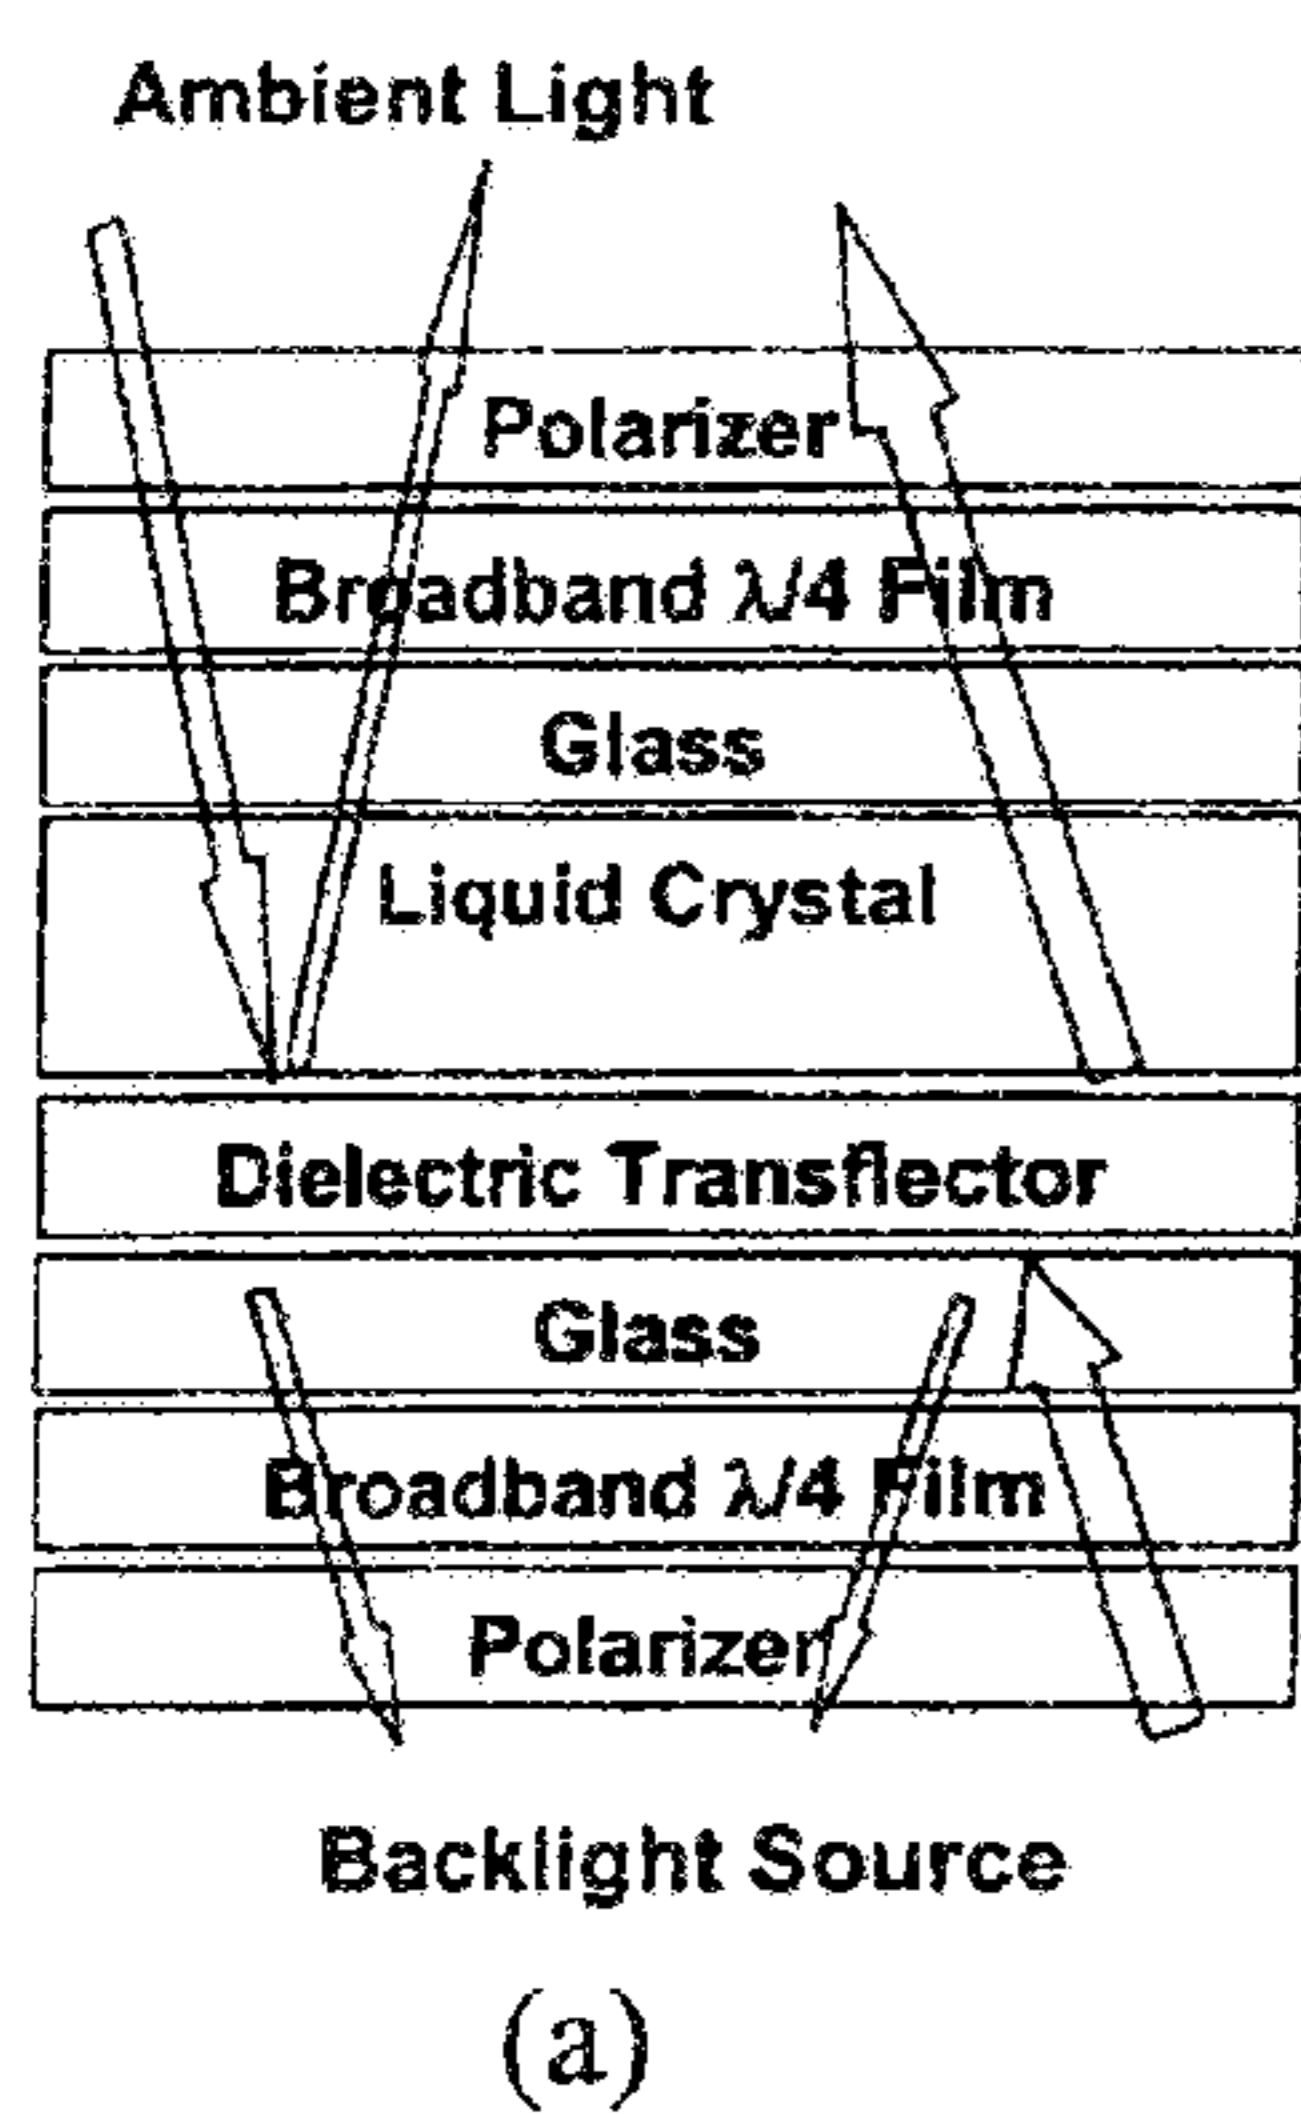 Ambient Light
Polarizer
Broadband λ/4 Film
Glass
Liquid Crystal
Dielectric Transflector
Glass
Broadband λ/4 Film
Polarizer
Backlight Source
(a)